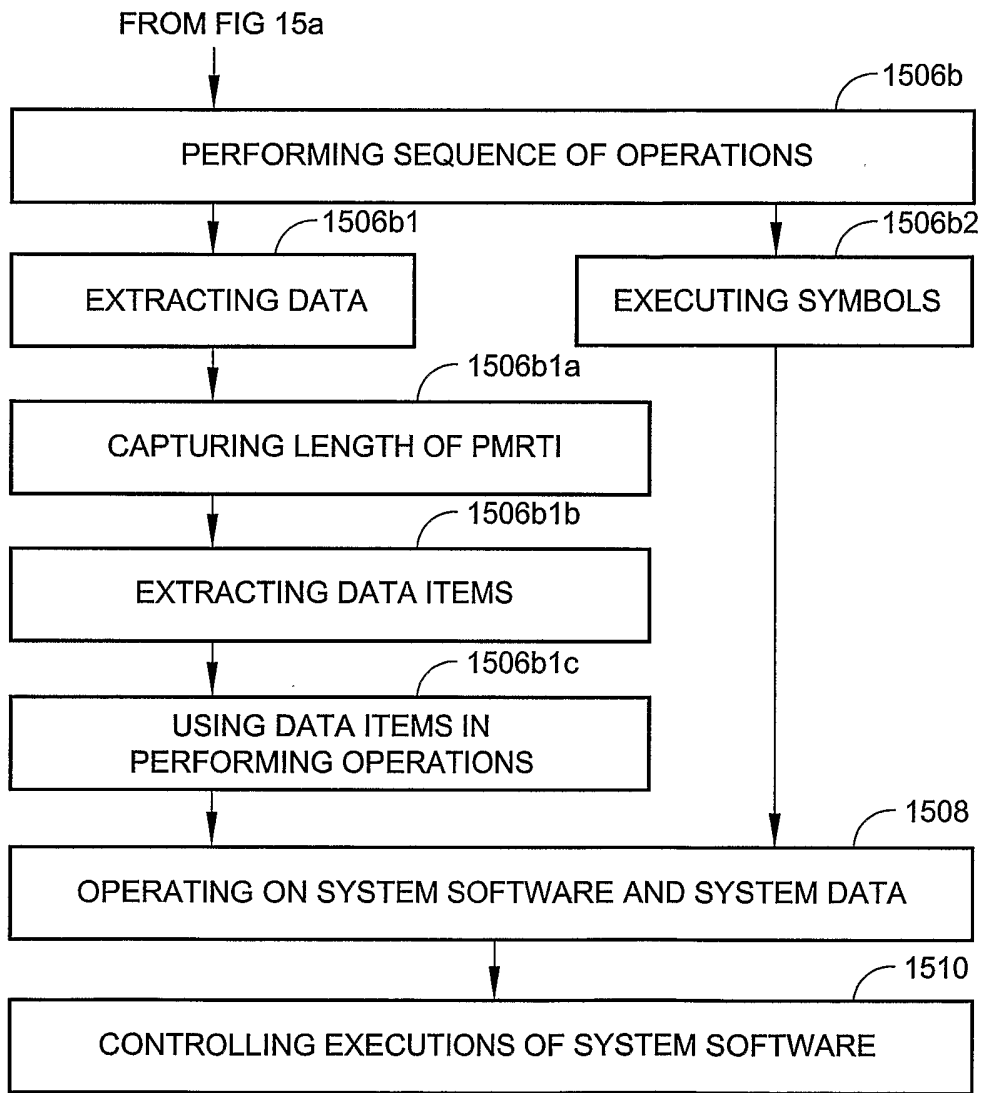 FROM FIG 15a
1506b
PERFORMING SEQUENCE OF OPERATIONS
1506b1
1506b2
EXTRACTING DATA
EXECUTING SYMBOLS
1506b1a
CAPTURING LENGTH OF PMRTI
1506b1b
EXTRACTING DATA ITEMS
1506b1c
USING DATA ITEMS IN
PERFORMING OPERATIONS
1508
OPERATING ON SYSTEM SOFTWARE AND SYSTEM DATA
1510
CONTROLLING EXECUTIONS OF SYSTEM SOFTWARE